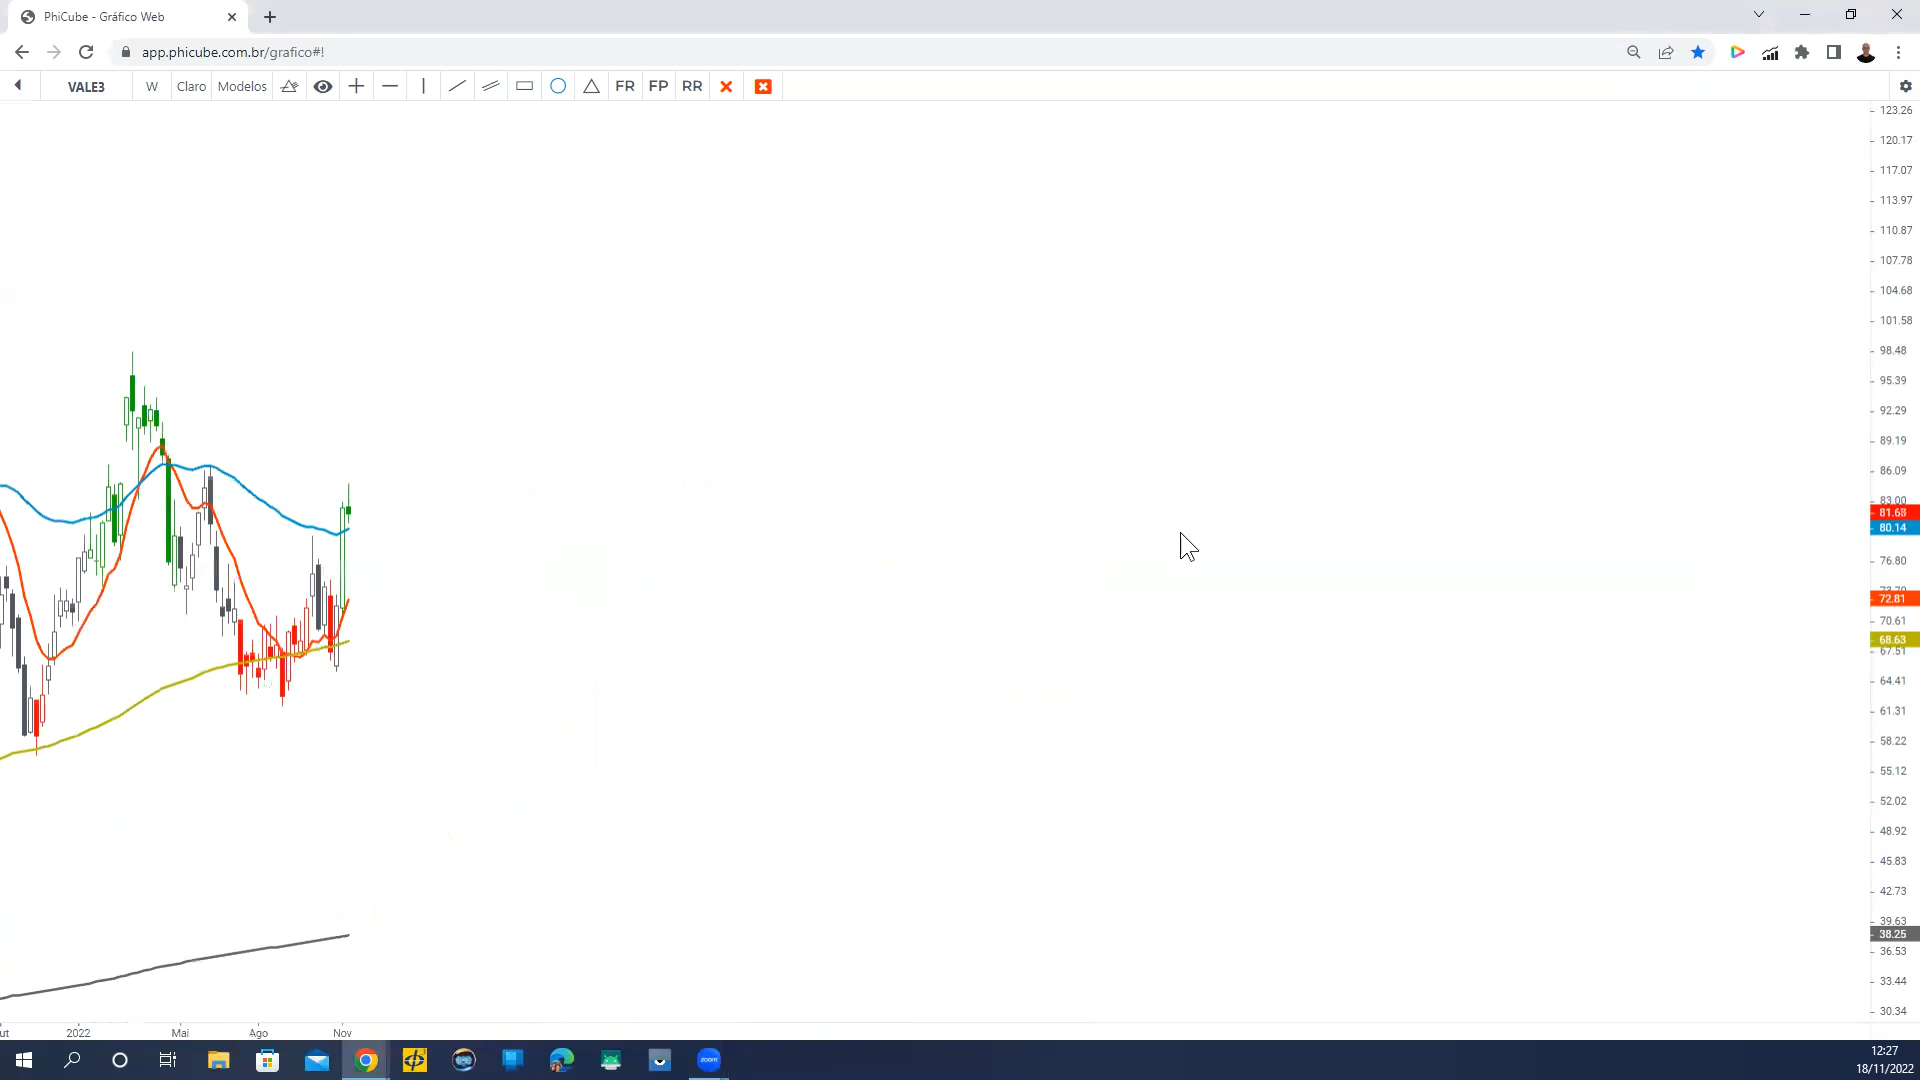 PhiCube - Gráfico Web
app.phicube.com.br/grafico#!
VALE3
W
Claro
Modelos
FR
FP
RR
123.26
120.17
117.07
113.97
110.87
107.78
104.68
101.58
98.48
95.39
92.29
89.19
86.09
83.00
81.68
80.14
76.80
72.81
70.61
68.63
67.51
64.41
61.31
58.22
55.12
52.02
48.92
45.83
42.73
39.63
38.25
36.53
33.44
30.34
ut
2022
Mai
Ago
Nov
zoom
12:27
18/11/2022